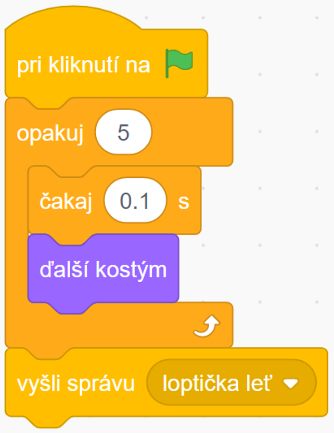 pri kliknutí na
opakuj 5
čakaj 0.1 s
ďalší kostým
vyšli správu loptička leť